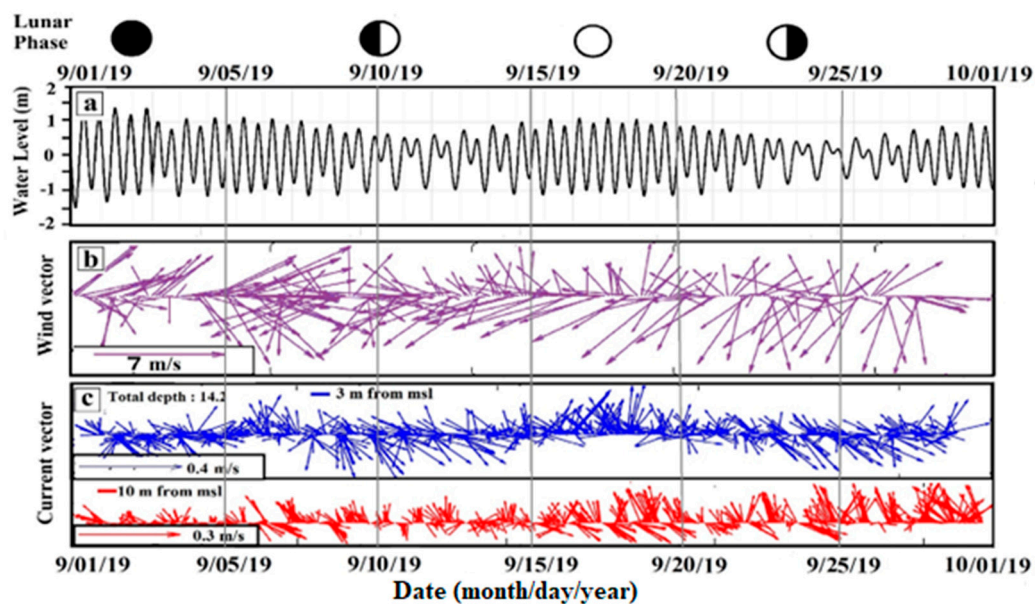 Lunar
Phase
9/01/19 9/05/19 9/10/19 9/15/19 9/20/19 9/25/19 10/01/19
Water Level (m)
2
1
0
-1
-2
a
Wind vector
b
7 m/s
Current vector
c
Total depth : 14.2
3 m from msl
0.4 m/s
10 m from msl
0.3 m/s
9/01/19 9/05/19 9/10/19 9/15/19 9/20/19 9/25/19 10/01/19
Date (month/day/year)